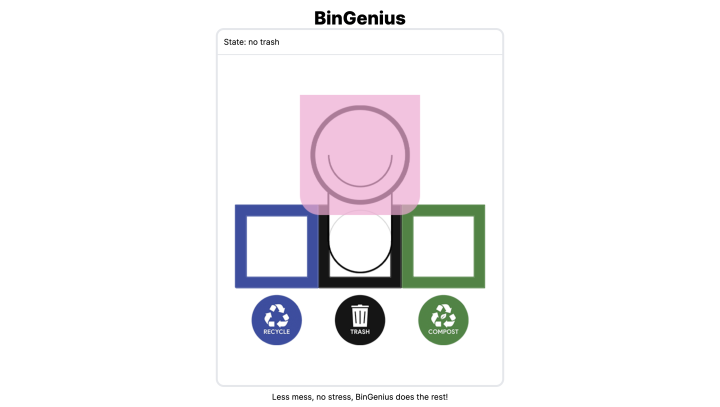 BinGenius
State: no trash
RECYCLE
TRASH
COMPOST
Less mess, no stress, BinGenius does the rest!